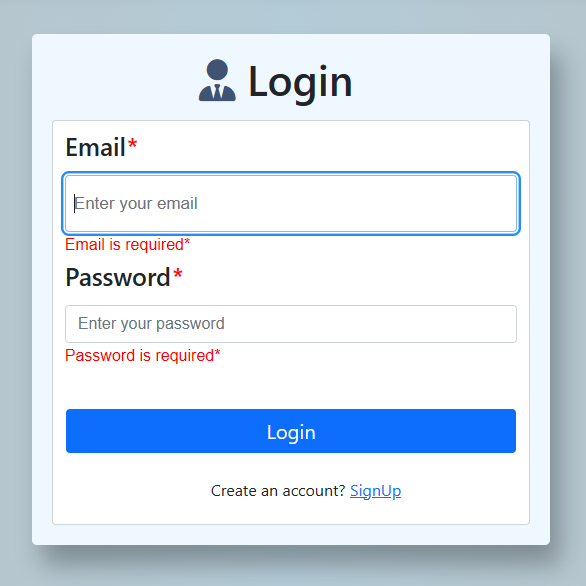 Login
Email*
Enter your email
Email is required*
Password*
Enter your password
Password is required*
Login
Create an account? SignUp